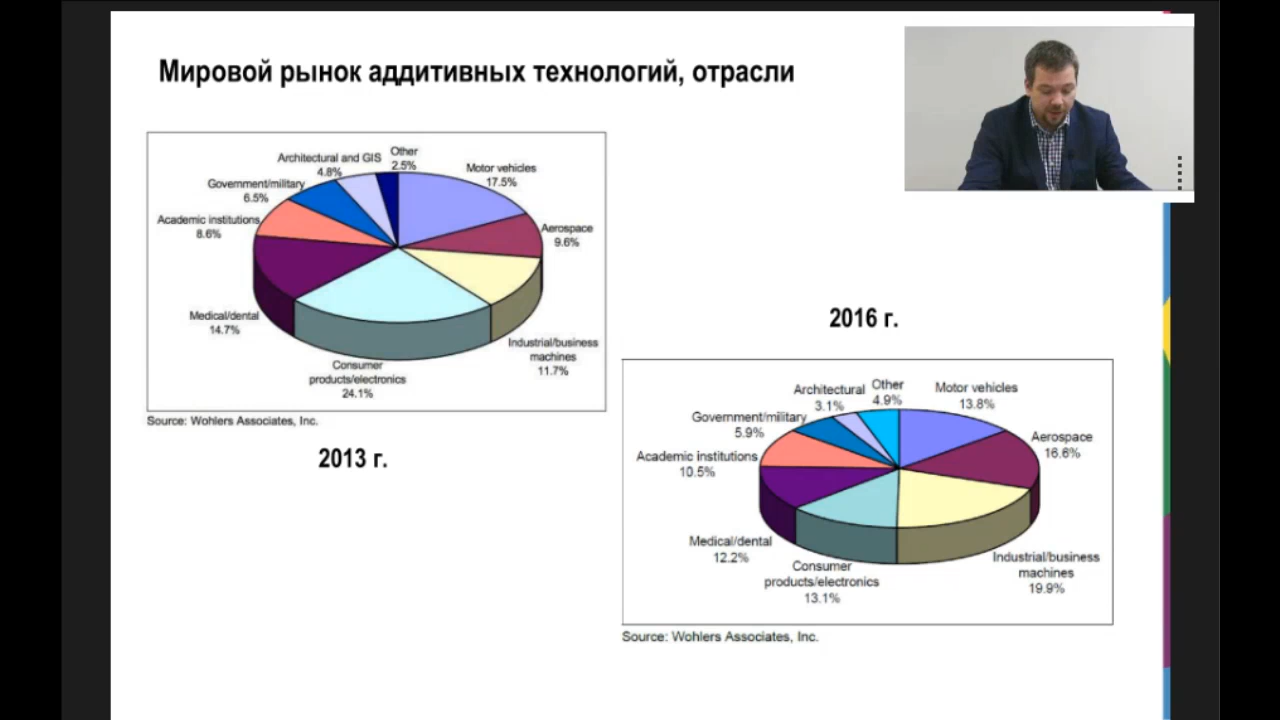 Мировой рынок аддитивных технологий, отрасли
Other
2.5%
Architectural and GIS
4.8%
Motor vehicles
17.5%
Government/military
6.5%
Academic institutions
8.6%
Aerospace
9.6%
Medical/dental
14.7%
Industrial/business
machines
11.7%
Consumer
products/electronics
24.1%
Source: Wohlers Associates, Inc.
2013 г.
2016 г.
Other
4.9%
Architectural
3.1%
Motor vehicles
13.8%
Government/military
5.9%
Aerospace
16.6%
Academic institutions
10.5%
Medical/dental
12.2%
Industrial/business
machines
19.9%
Consumer
products/electronics
13.1%
Source: Wohlers Associates, Inc.